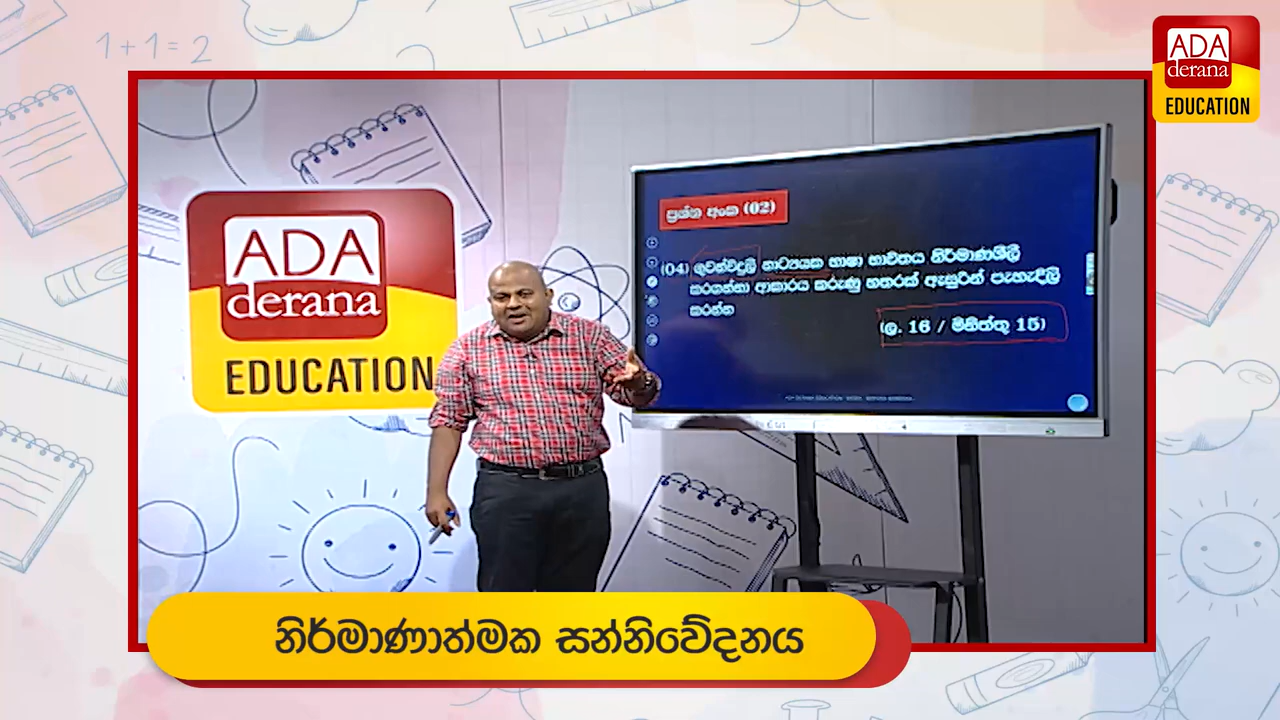 1 + 1 = 2
ADA
derana
EDUCATION
ADA
derana
EDUCATION
ප්‍රශ්න අංක (02)
(04) ගුවන්විදුලි නාට්‍යයක භාෂා භාවිතය නිර්මාණශීලී
කරගන්නා ආකාරය කරුණු හතරක් ඇසුරින් පැහැදිලි
කරන්න
(ල. 16 / මිනිත්තු 15)
නිර්මාණාත්මක සන්නිවේදනය